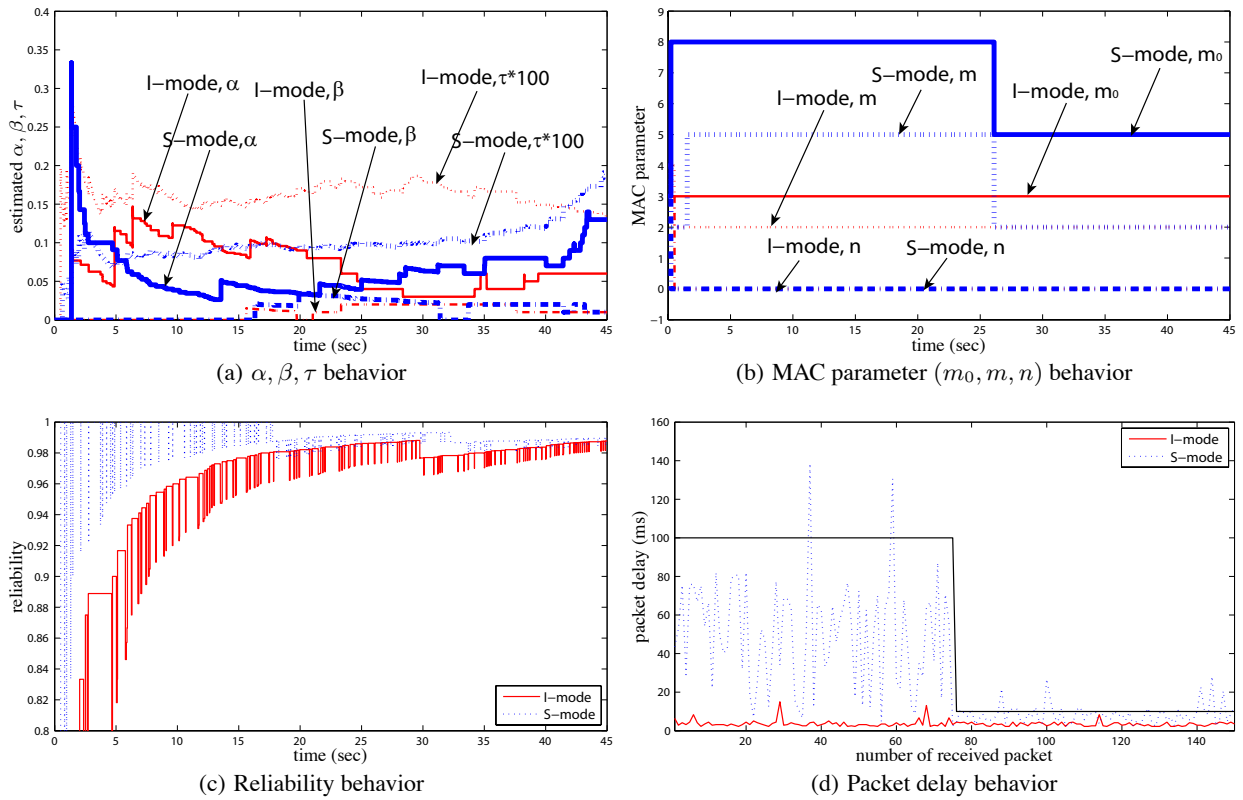 0.4
0.35
0.3
0.25
0.2
0.15
0.1
0.05
0
estimated α, β, τ
I−mode, α
I−mode, β
I−mode,τ*100
S−mode,α
S−mode, β
S−mode,τ*100
0 5 10 15 20 25 30 35 40 45
time (sec)
(a) α, β, τ behavior
9
8
7
6
5
4
3
2
1
0
−1
MAC parameter
S−mode, m₀
S−mode, m
I−mode, m
I−mode, m₀
I−mode, n
S−mode, n
0 5 10 15 20 25 30 35 40 45
time (sec)
(b) MAC parameter (m₀, m, n) behavior
1
0.98
0.96
0.94
0.92
0.9
0.88
0.86
0.84
0.82
0.8
reliability
I−mode
S−mode
0 5 10 15 20 25 30 35 40 45
time (sec)
(c) Reliability behavior
160
140
120
100
80
60
40
20
0
packet delay (ms)
I−mode
S−mode
20 40 60 80 100 120 140
number of received packet
(d) Packet delay behavior